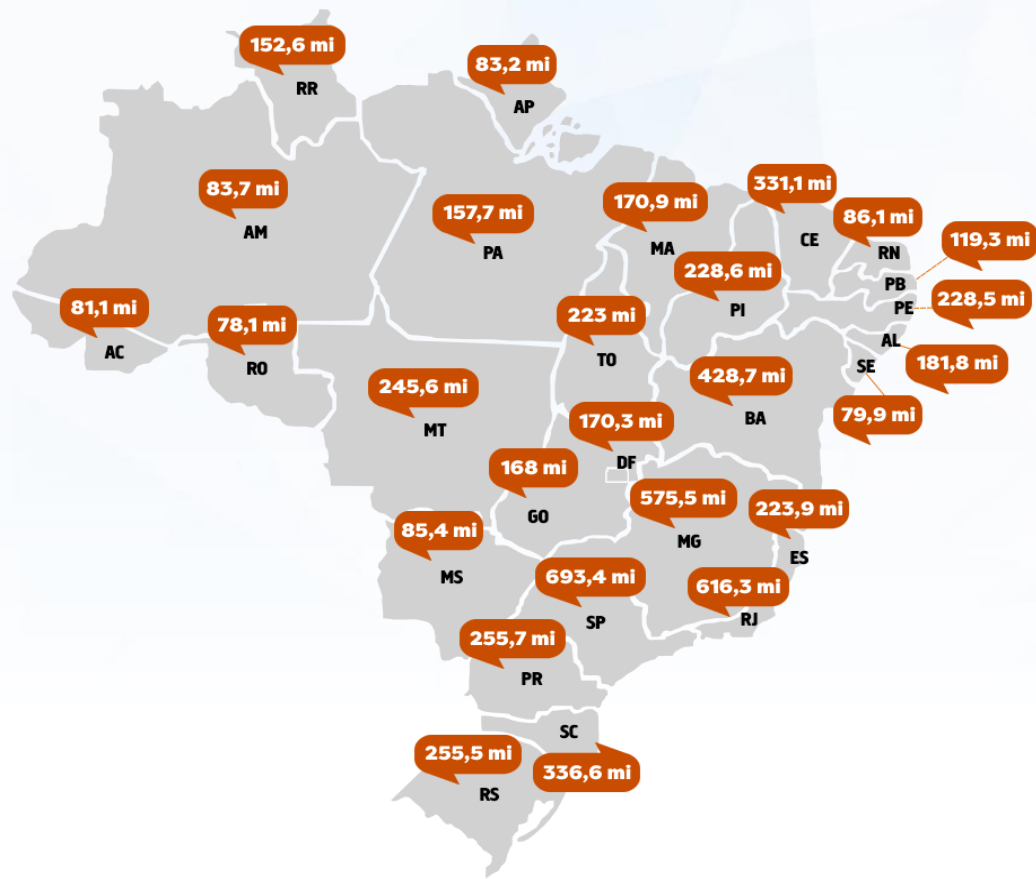 152,6 mi
RR
83,2 mi
AP
83,7 mi
AM
157,7 mi
PA
170,9 mi
MA
331,1 mi
CE
86,1 mi
RN
119,3 mi
PB
228,6 mi
PI
228,5 mi
PE
81,1 mi
AC
78,1 mi
RO
223 mi
TO
AL
181,8 mi
SE
79,9 mi
245,6 mi
MT
428,7 mi
BA
170,3 mi
DF
168 mi
GO
575,5 mi
MG
223,9 mi
ES
85,4 mi
MS
693,4 mi
SP
616,3 mi
RJ
255,7 mi
PR
SC
336,6 mi
255,5 mi
RS